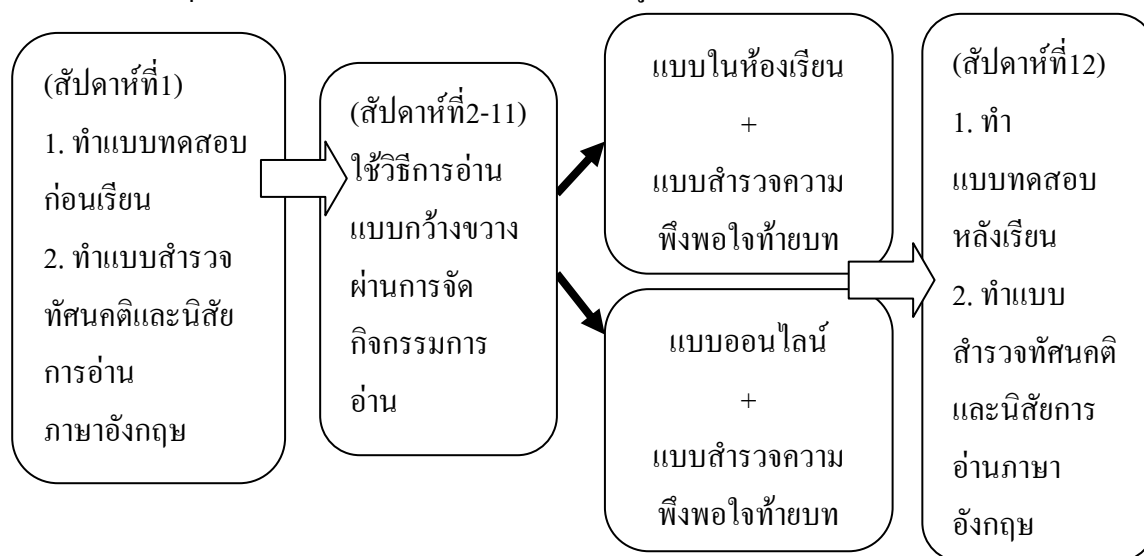 (สัปดาห์ที่1)
1. ทำแบบทดสอบ
ก่อนเรียน
2. ทำแบบสำรวจ
ทัศนคติและนิสัย
การอ่าน
ภาษาอังกฤษ
(สัปดาห์ที่2-11)
ใช้วิธีการอ่าน
แบบกว้างขวาง
ผ่านการจัด
กิจกรรมการ
อ่าน
แบบในห้องเรียน
+
แบบสำรวจความ
พึงพอใจท้ายบท
แบบออนไลน์
+
แบบสำรวจความ
พึงพอใจท้ายบท
(สัปดาห์ที่12)
1. ทำ
แบบทดสอบ
หลังเรียน
2. ทำแบบ
สำรวจทัศนคติ
และนิสัยการ
อ่านภาษา
อังกฤษ